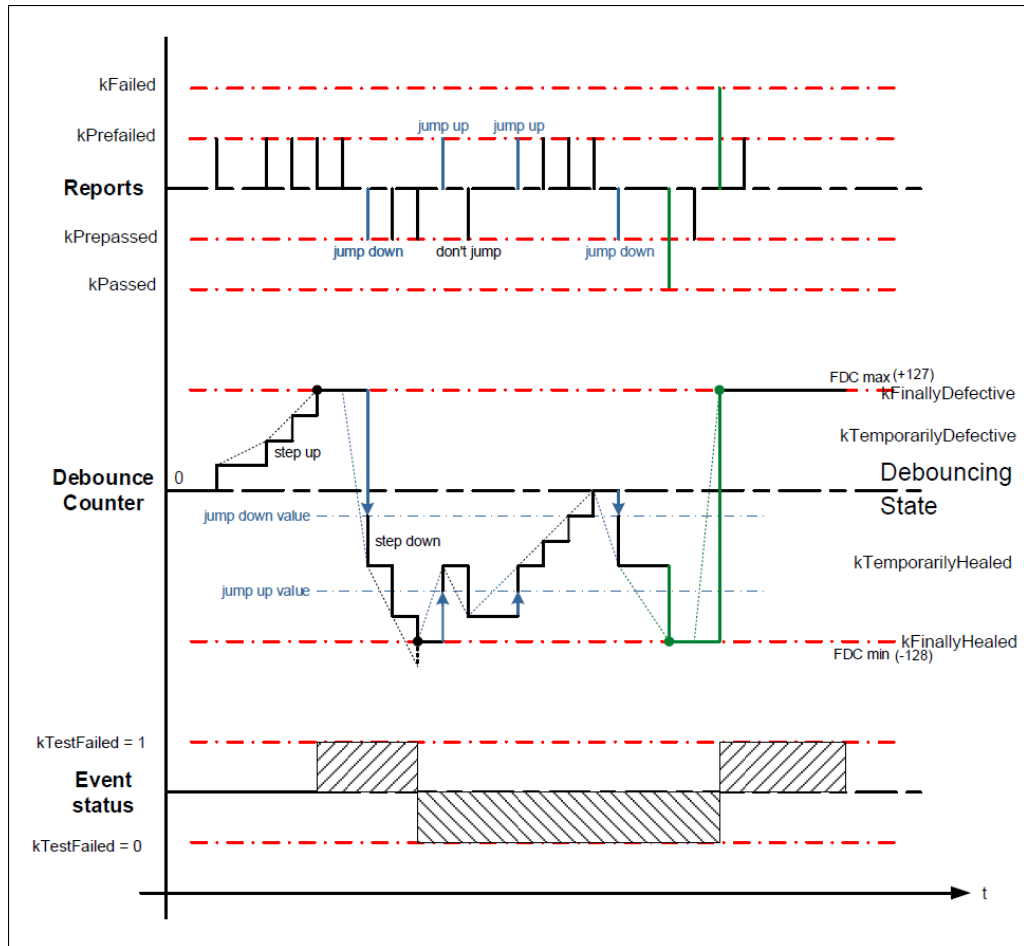 kFailed
kPrefailed
jump up
jump up
Reports
kPrepassed
jump down
don't jump
jump down
kPassed
FDC max (+127)
kFinallyDefective
kTemporarilyDefective
step up
0
Debounce
Counter
Debouncing
State
jump down value
step down
kTemporarilyHealed
jump up value
kFinallyHealed
FDC min (-128)
kTestFailed = 1
Event
status
kTestFailed = 0
t